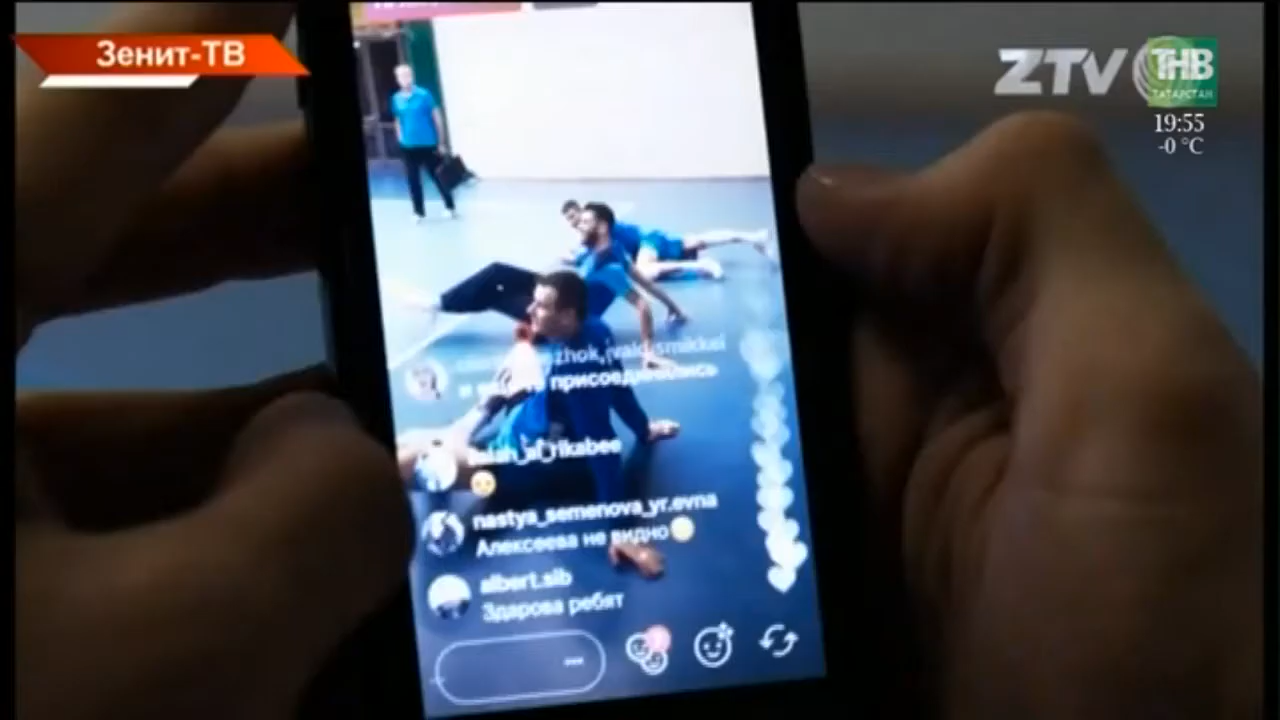 Зенит-ТВ
ZTV
ТНВ
ТАТАРСТАН
19:55
-0 °C
присоединились
nastya_semenova_yr.evna
Алексеева не видно
albert.sib
Здарова ребят